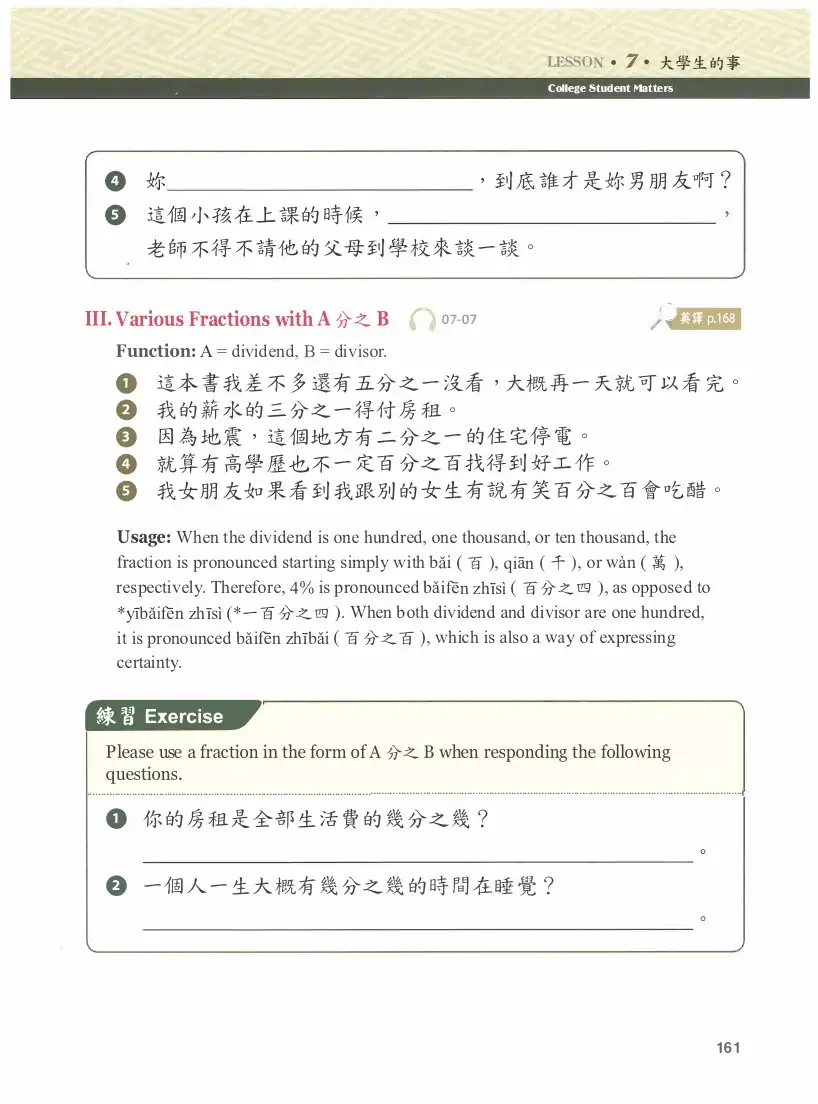 LESSON • 7 • 大學生的事
College Student Matters
4 妳＿＿＿＿＿＿＿＿＿＿，到底誰才是妳男朋友啊？
5 這個小孩在上課的時候，＿＿＿＿＿＿＿＿＿＿，
老師不得不請他的父母到學校來談一談。
III. Various Fractions with A 分之 B 07-07 英譯 p.168
Function: A = dividend, B = divisor.
1 這本書我差不多還有五分之一沒看，大概再一天就可以看完。
2 我的薪水的三分之一得付房租。
3 因為地震，這個地方有二分之一的住宅停電。
4 就算有高學歷也不一定百分之百找得到好工作。
5 我女朋友如果看到我跟別的女生有說有笑百分之百會吃醋。
Usage: When the dividend is one hundred, one thousand, or ten thousand, the
fraction is pronounced starting simply with bǎi ( 百 ), qiān ( 千 ), or wàn ( 萬 ),
respectively. Therefore, 4% is pronounced bǎifēn zhīsì ( 百分之四 ), as opposed to
*yībǎifēn zhīsì (*一百分之四 ). When both dividend and divisor are one hundred,
it is pronounced bǎifēn zhībǎi ( 百分之百 ), which is also a way of expressing
certainty.
練習 Exercise
Please use a fraction in the form of A 分之 B when responding the following
questions.
1 你的房租是全部生活費的幾分之幾？
＿＿＿＿＿＿＿＿＿＿。
2 一個人一生大概有幾分之幾的時間在睡覺？
＿＿＿＿＿＿＿＿＿＿。
161